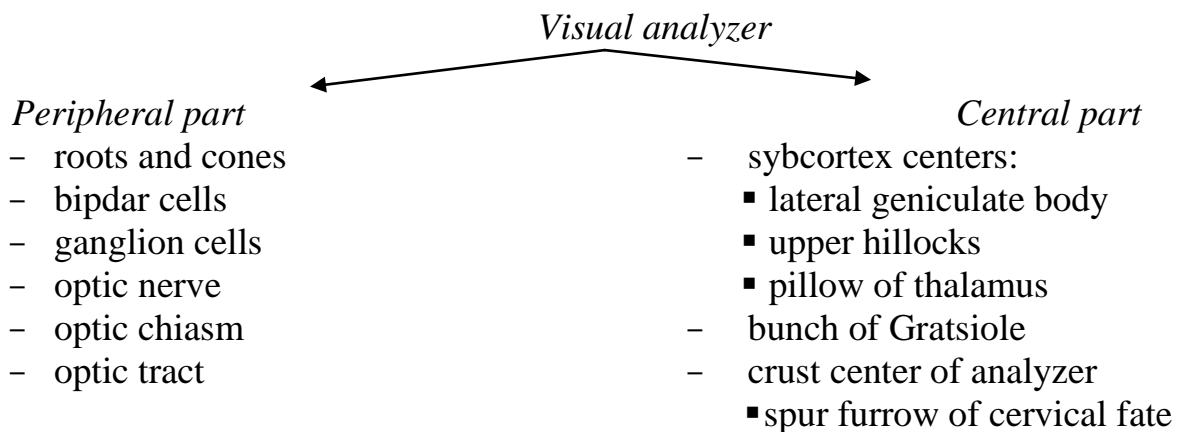 Visual analyzer
Peripheral part
– roots and cones
– bipdar cells
– ganglion cells
– optic nerve
– optic chiasm
– optic tract
Central part
– sybcortex centers:
▪ lateral geniculate body
▪ upper hillocks
▪ pillow of thalamus
– bunch of Gratsiole
– crust center of analyzer
▪ spur furrow of cervical fate